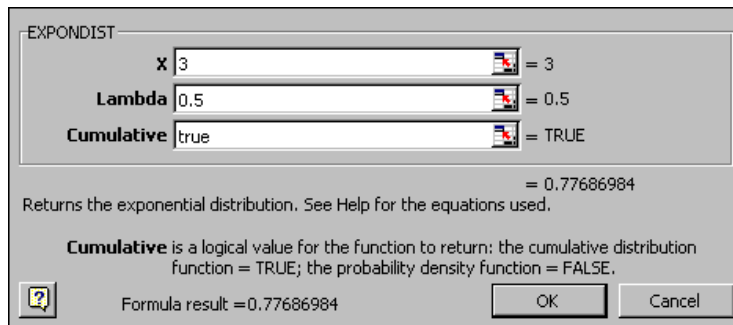 EXPONDIST
X 3 = 3
Lambda 0.5 = 0.5
Cumulative true = TRUE
= 0.77686984
Returns the exponential distribution. See Help for the equations used.
Cumulative is a logical value for the function to return: the cumulative distribution
function = TRUE; the probability density function = FALSE.
? Formula result =0.77686984 OK Cancel